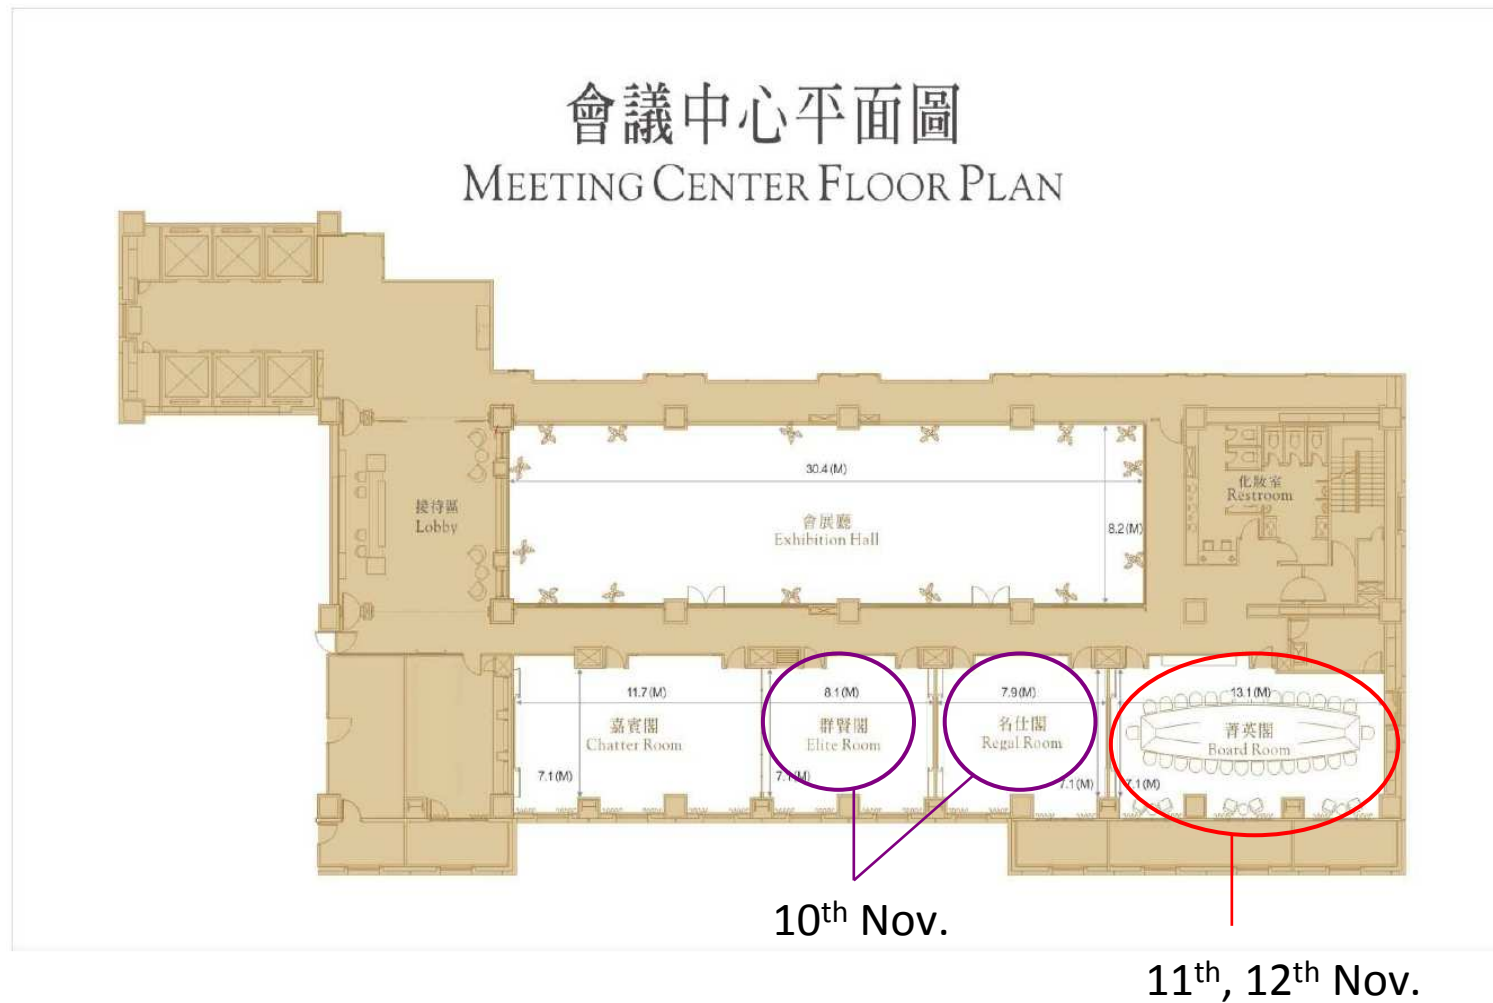 會議中心平面圖
MEETING CENTER FLOOR PLAN
30.4 (M)
化妝室
Restroom
接待區
Lobby
會展廳
Exhibition Hall
8.2 (M)
11.7 (M)
8.1 (M)
7.9 (M)
13.1 (M)
嘉賓閣
Chatter Room
群賢閣
Elite Room
名仕閣
Regal Room
菁英閣
Board Room
7.1 (M)
7.1 (M)
7.1 (M)
7.1 (M)
10th Nov.
11th, 12th Nov.